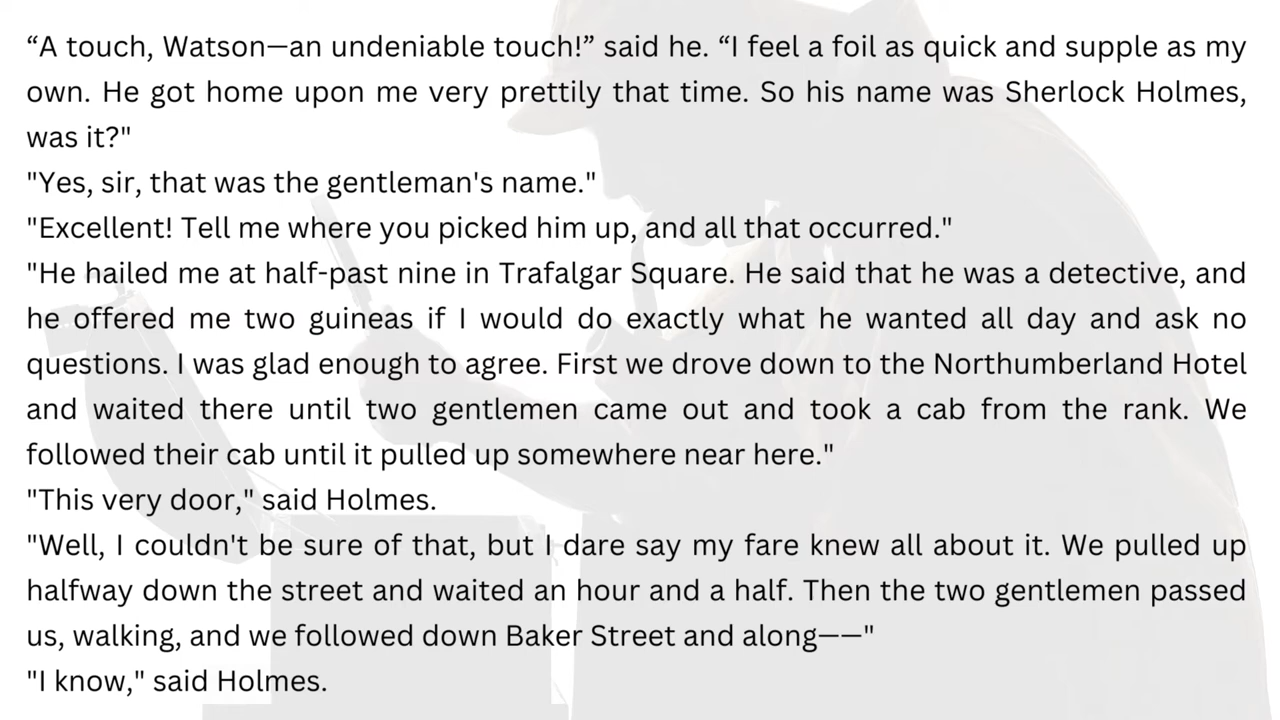 “A touch, Watson—an undeniable touch!” said he. “I feel a foil as quick and supple as my
own. He got home upon me very prettily that time. So his name was Sherlock Holmes,
was it?"
"Yes, sir, that was the gentleman's name."
"Excellent! Tell me where you picked him up, and all that occurred."
"He hailed me at half-past nine in Trafalgar Square. He said that he was a detective, and
he offered me two guineas if I would do exactly what he wanted all day and ask no
questions. I was glad enough to agree. First we drove down to the Northumberland Hotel
and waited there until two gentlemen came out and took a cab from the rank. We
followed their cab until it pulled up somewhere near here."
"This very door," said Holmes.
"Well, I couldn't be sure of that, but I dare say my fare knew all about it. We pulled up
halfway down the street and waited an hour and a half. Then the two gentlemen passed
us, walking, and we followed down Baker Street and along——"
"I know," said Holmes.